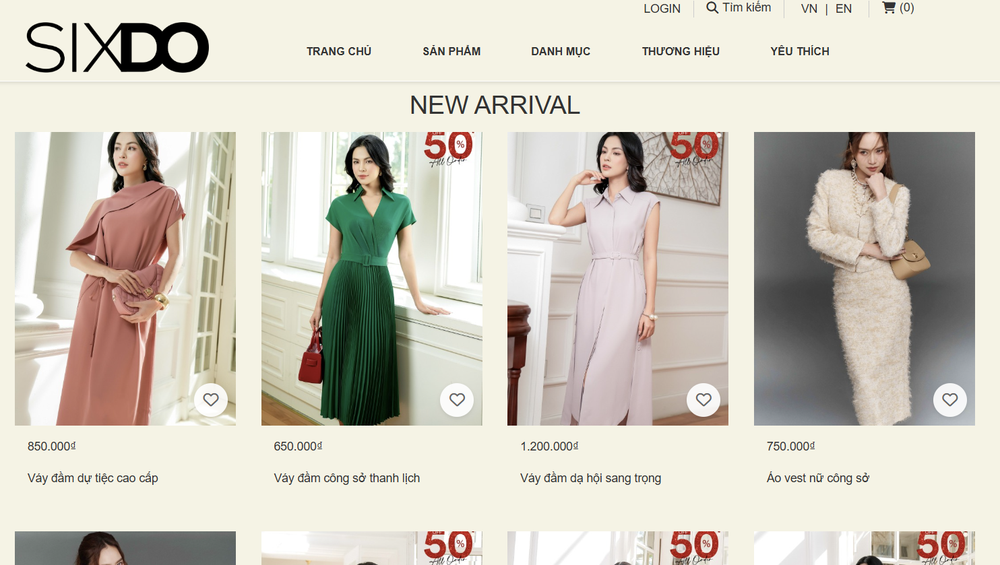 LOGIN
Tìm kiếm
VN | EN
(0)
SIXDO
TRANG CHỦ
SẢN PHẨM
DANH MỤC
THƯƠNG HIỆU
YÊU THÍCH
NEW ARRIVAL
OFF
50%
All Order
OFF
50%
All Order
850.000₫
650.000₫
1.200.000₫
750.000₫
Váy đầm dự tiệc cao cấp
Váy đầm công sở thanh lịch
Váy đầm dạ hội sang trọng
Áo vest nữ công sở
OFF
50%
All Order
OFF
50%
All Order
OFF
50%
All Order